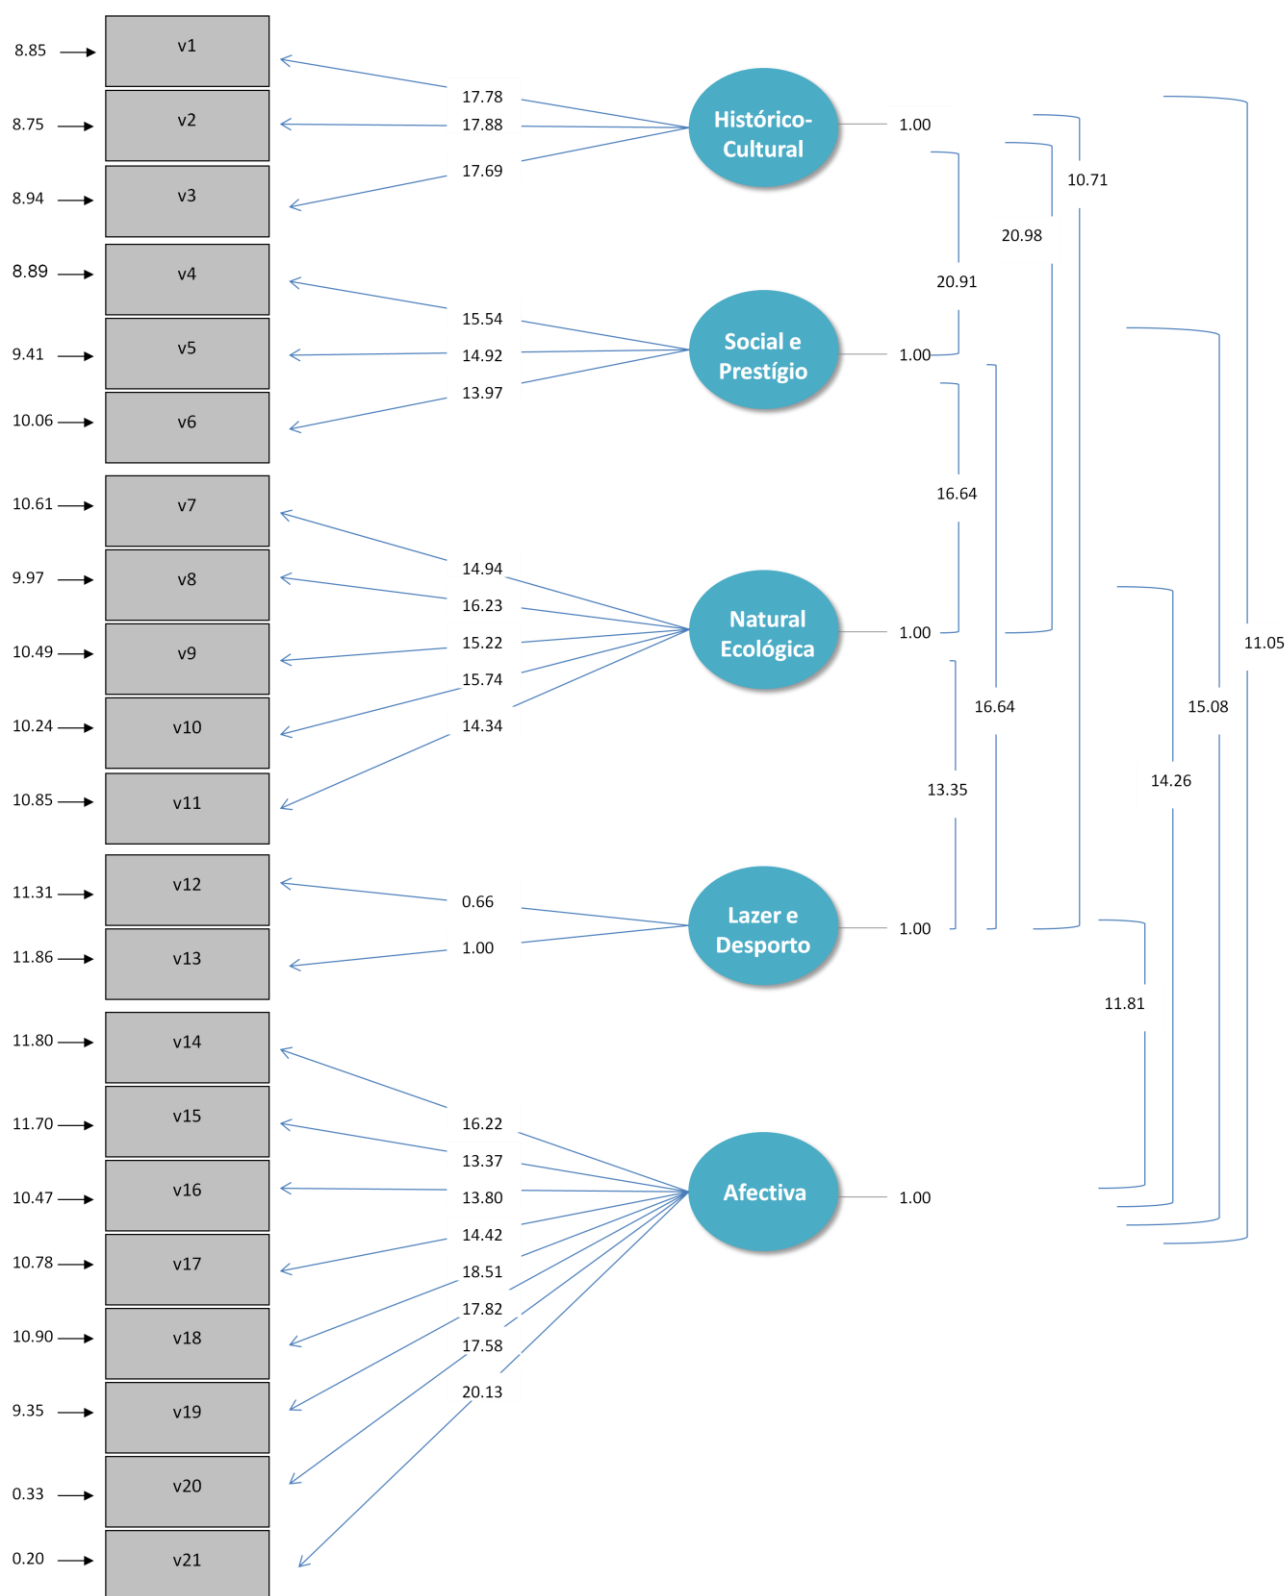 8.85
v1
17.78
Histórico-
Cultural
1.00
8.75
v2
17.88
10.71
8.94
v3
17.69
20.98
8.89
v4
15.54
20.91
Social e
Prestígio
1.00
9.41
v5
14.92
10.06
v6
13.97
16.64
10.61
v7
14.94
9.97
v8
16.23
Natural
Ecológica
1.00
11.05
10.49
v9
15.22
15.74
16.64
15.08
10.24
v10
14.34
13.35
14.26
10.85
v11
11.31
v12
0.66
Lazer e
Desporto
1.00
11.86
v13
1.00
11.81
11.80
v14
16.22
11.70
v15
13.37
10.47
v16
13.80
Afectiva
1.00
14.42
10.78
v17
18.51
17.82
10.90
v18
17.58
20.13
9.35
v19
0.33
v20
0.20
v21